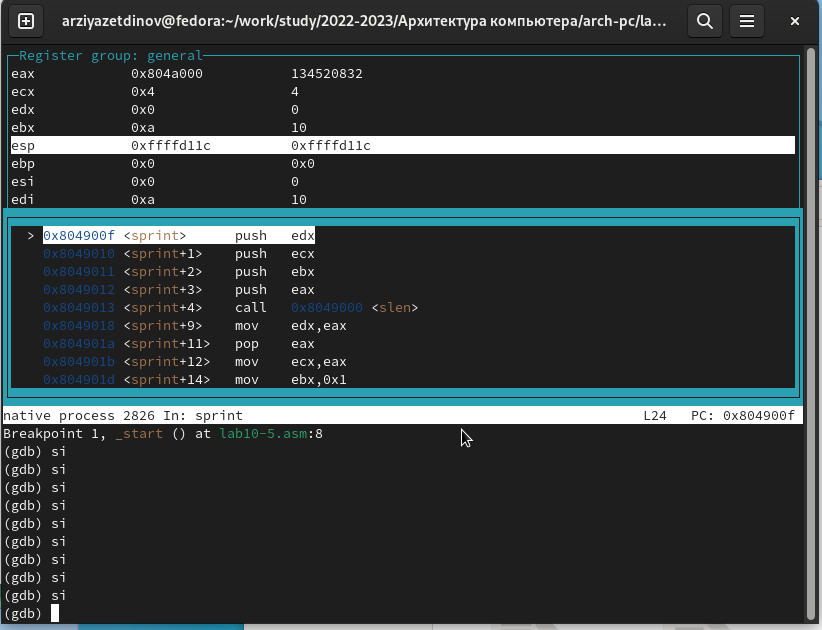 arziyazetdinov@fedora:~/work/study/2022-2023/Архитектура компьютера/arch-pc/la...
Register group: general
eax 0x804a000 134520832
ecx 0x4 4
edx 0x0 0
ebx 0xa 10
esp 0xffffd11c 0xffffd11c
ebp 0x0 0x0
esi 0x0 0
edi 0xa 10
> 0x804900f <sprint> push edx
0x8049010 <sprint+1> push ecx
0x8049011 <sprint+2> push ebx
0x8049012 <sprint+3> push eax
0x8049013 <sprint+4> call 0x8049000 <slen>
0x8049018 <sprint+9> mov edx,eax
0x804901a <sprint+11> pop eax
0x804901b <sprint+12> mov ecx,eax
0x804901d <sprint+14> mov ebx,0x1
native process 2826 In: sprint L24 PC: 0x804900f
Breakpoint 1, _start () at lab10-5.asm:8
(gdb) si
(gdb) si
(gdb) si
(gdb) si
(gdb) si
(gdb) si
(gdb) si
(gdb) si
(gdb) si
(gdb)